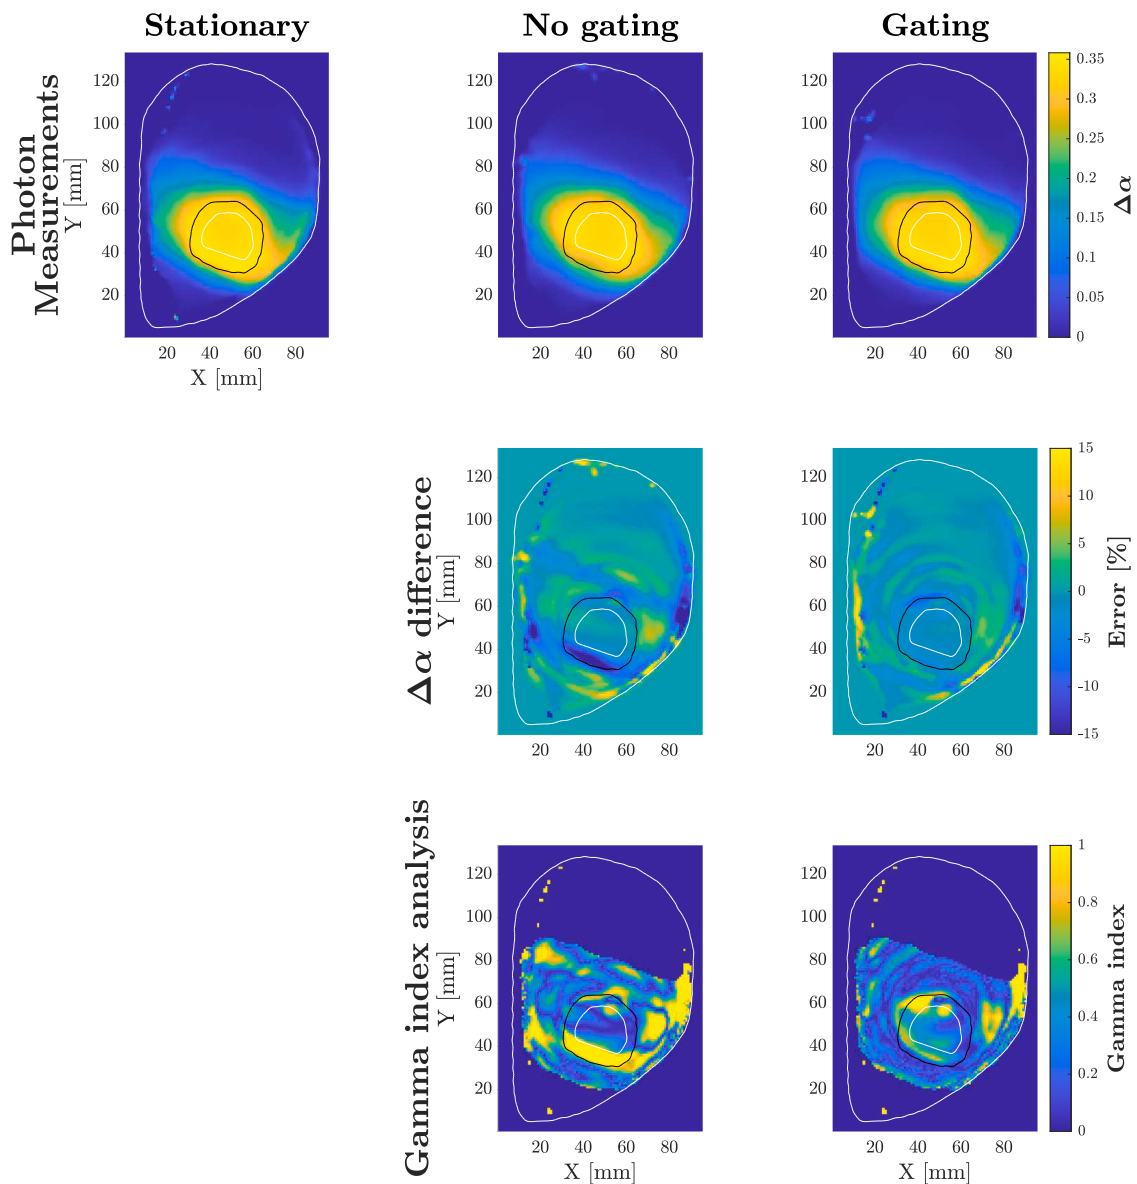 Stationary
No gating
Gating
Photon
Measurements
Y [mm]
120
100
80
60
40
20
20 40 60 80
X [mm]
120
100
80
60
40
20
20 40 60 80
120
100
80
60
40
20
20 40 60 80
0.35
0.3
0.25
0.2
0.15
0.1
0.05
0
Δα
Δα difference
Y [mm]
120
100
80
60
40
20
20 40 60 80
120
100
80
60
40
20
20 40 60 80
15
10
5
0
-5
-10
-15
Error [%]
Gamma index analysis
Y [mm]
120
100
80
60
40
20
20 40 60 80
X [mm]
120
100
80
60
40
20
20 40 60 80
X [mm]
1
0.8
0.6
0.4
0.2
0
Gamma index